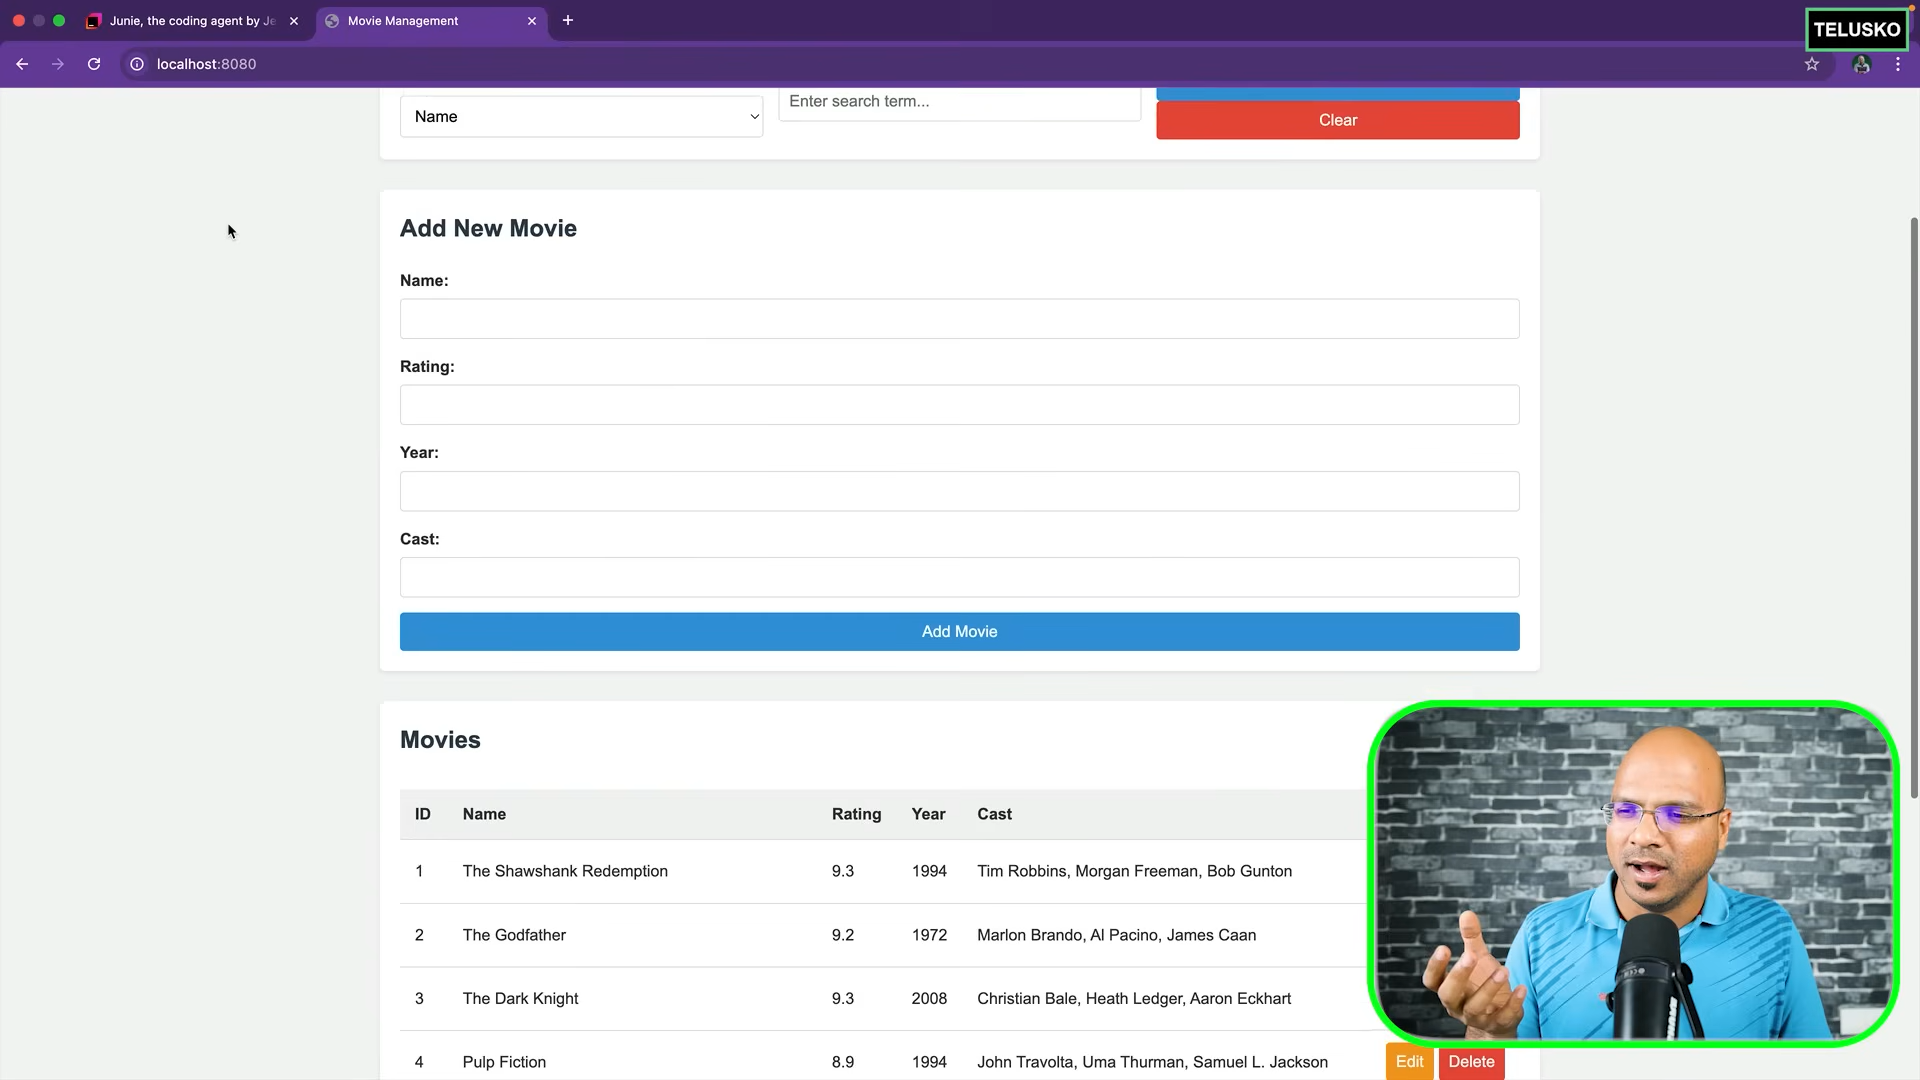 Junie, the coding agent by Je
Movie Management
TELUSKO
localhost:8080
Name
Enter search term...
Clear
Add New Movie
Name:
Rating:
Year:
Cast:
Add Movie
Movies
ID Name Rating Year Cast
1 The Shawshank Redemption 9.3 1994 Tim Robbins, Morgan Freeman, Bob Gunton
2 The Godfather 9.2 1972 Marlon Brando, Al Pacino, James Caan
3 The Dark Knight 9.3 2008 Christian Bale, Heath Ledger, Aaron Eckhart
4 Pulp Fiction 8.9 1994 John Travolta, Uma Thurman, Samuel L. Jackson Edit Delete